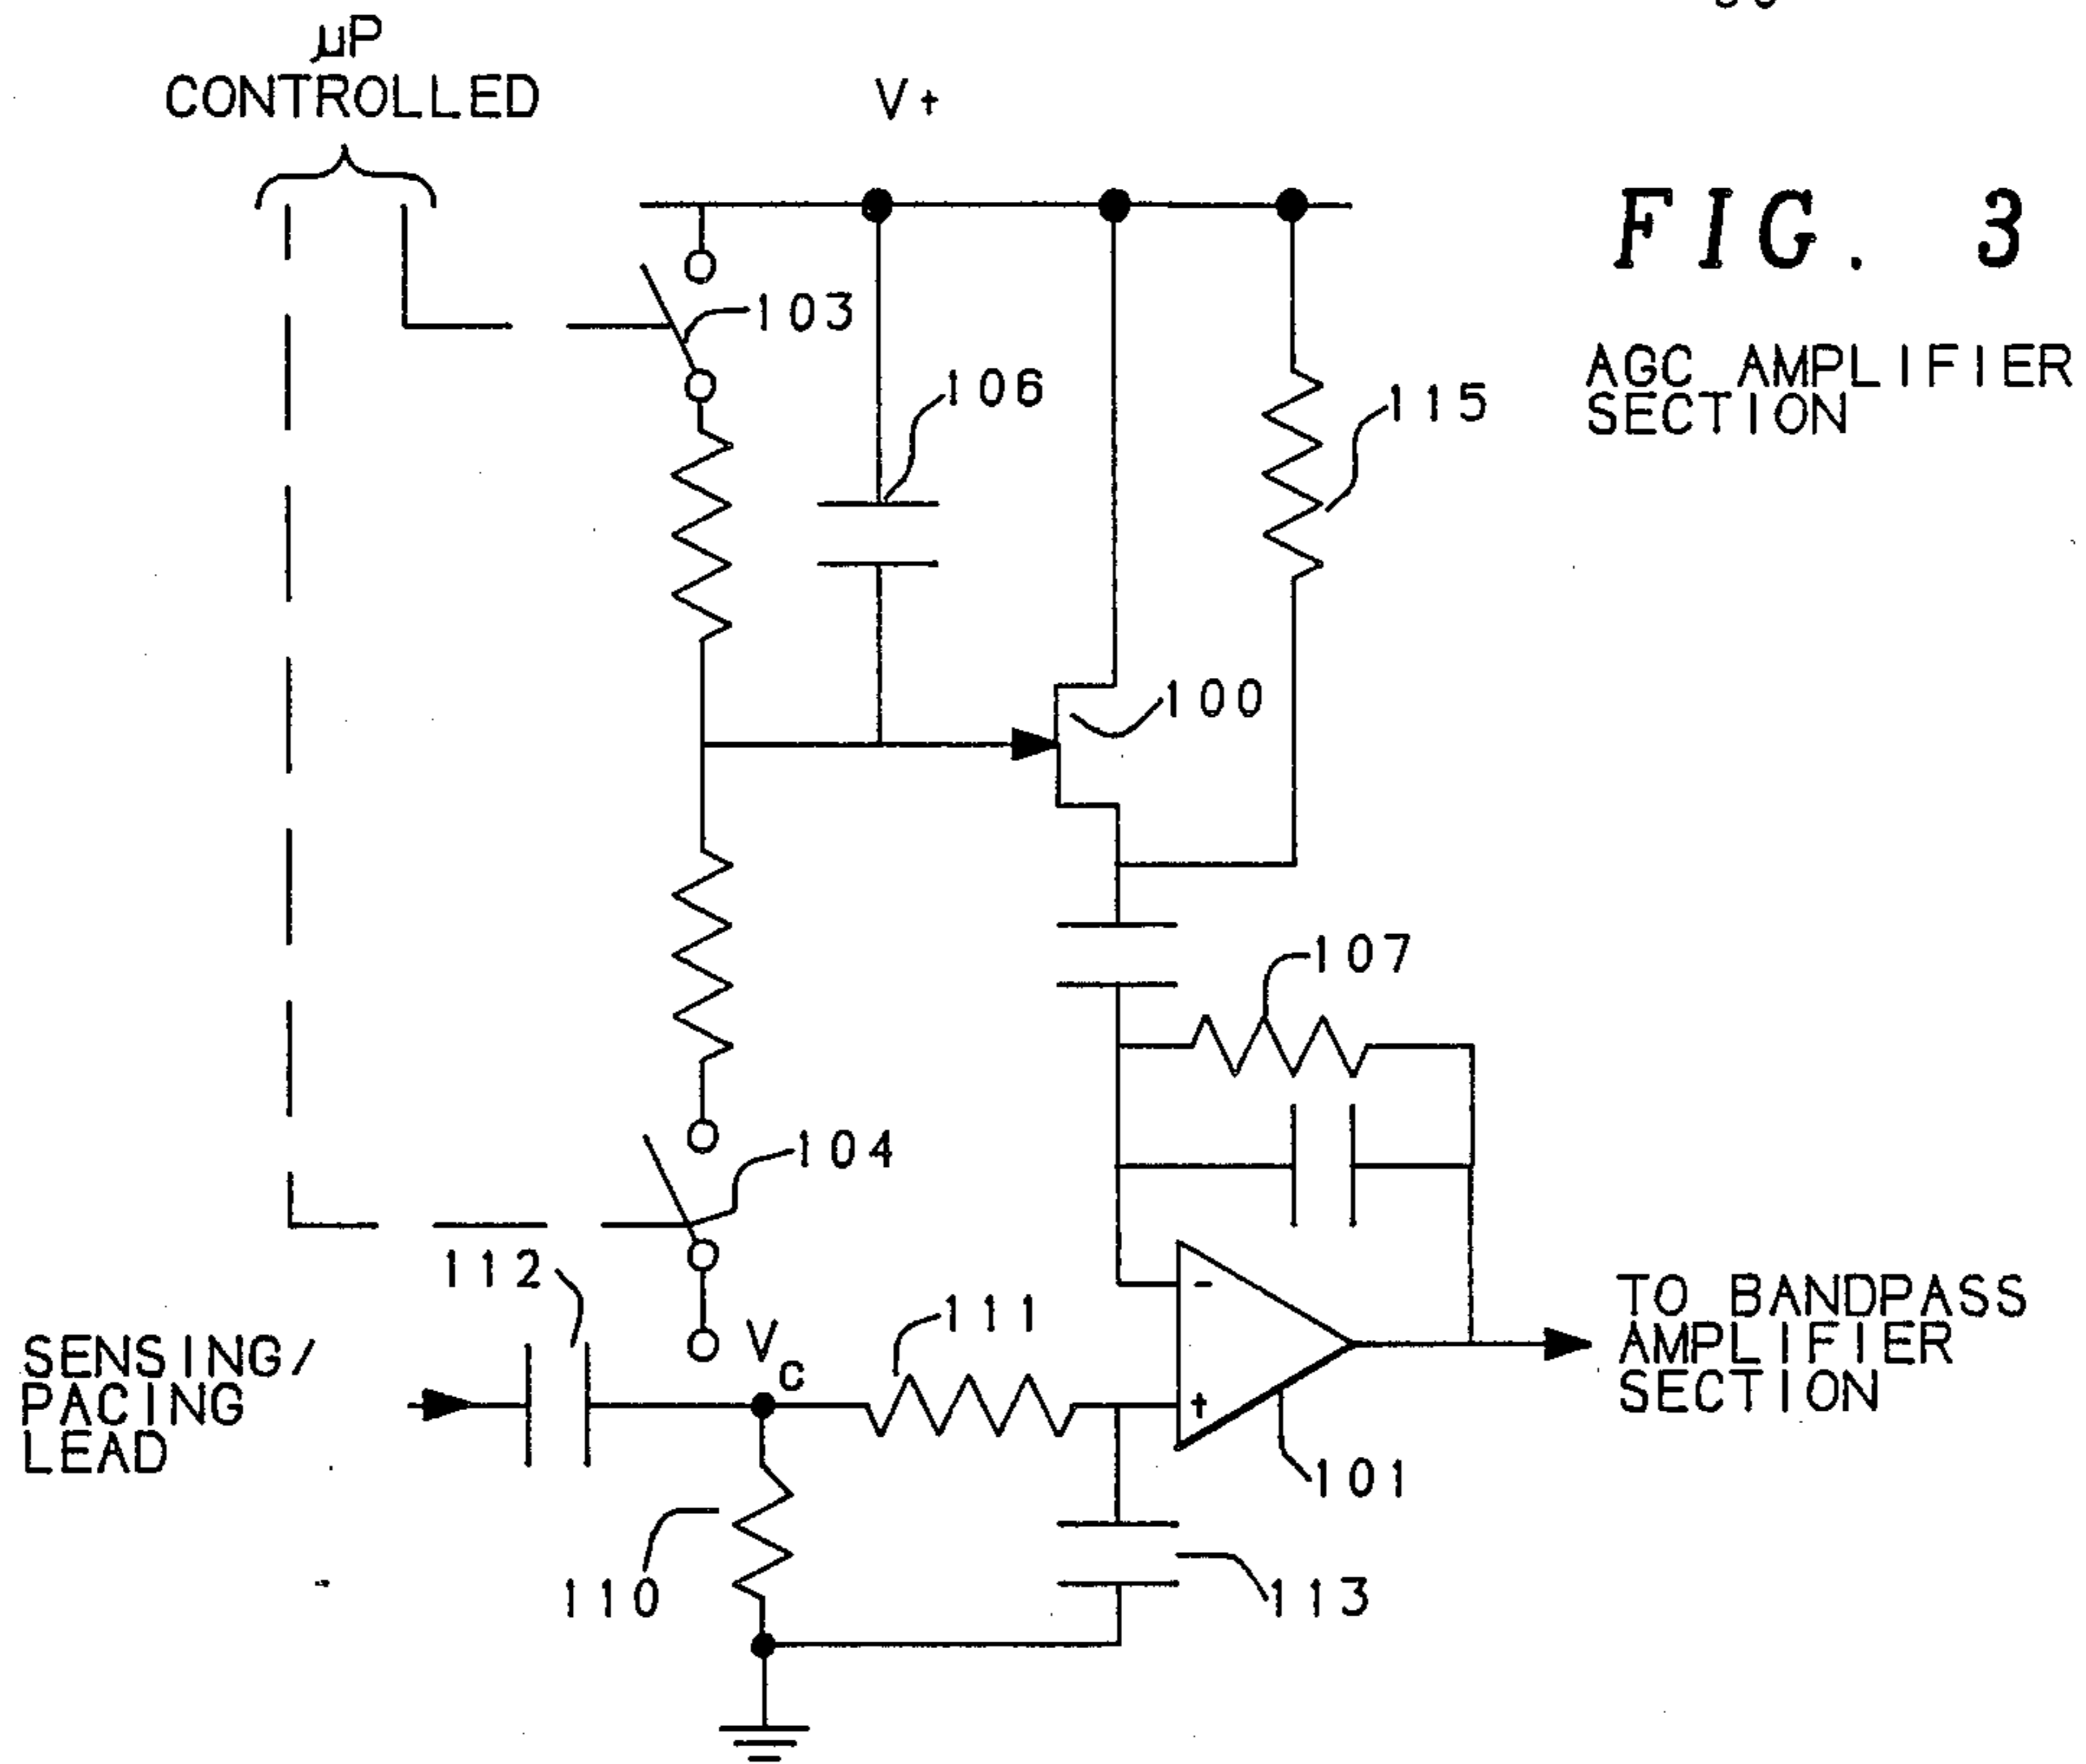 µP
CONTROLLED
V+
FIG. 3
AGC AMPLIFIER
SECTION
103
106
115
100
107
104
112
111
V
C
-
+
SENSING/
PACING
LEAD
TO BANDPASS
AMPLIFIER
SECTION
101
110
113